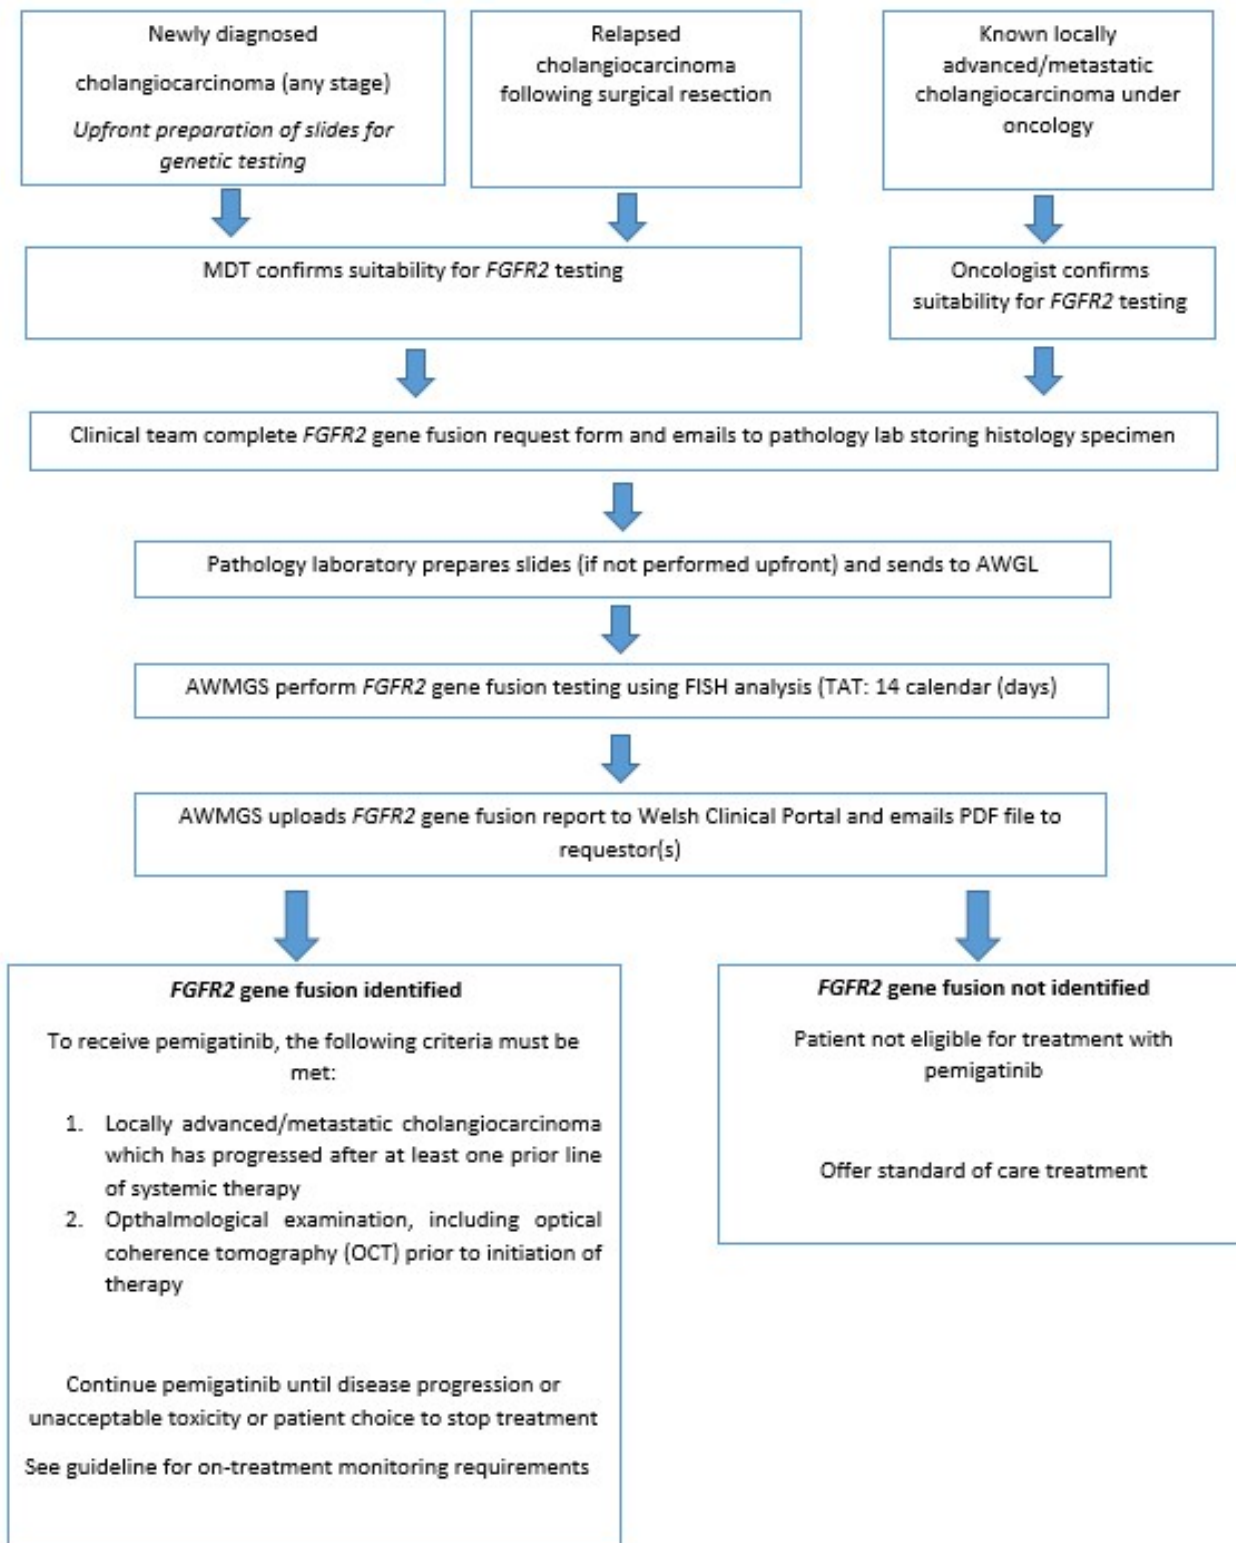 Newly diagnosed
cholangiocarcinoma (any stage)
Upfront preparation of slides for
genetic testing
Relapsed
cholangiocarcinoma
following surgical resection
Known locally
advanced/metastatic
cholangiocarcinoma under
oncology
MDT confirms suitability for FGFR2 testing
Oncologist confirms
suitability for FGFR2 testing
Clinical team complete FGFR2 gene fusion request form and emails to pathology lab storing histology specimen
Pathology laboratory prepares slides (if not performed upfront) and sends to AWGL
AWMGS perform FGFR2 gene fusion testing using FISH analysis (TAT: 14 calendar (days)
AWMGS uploads FGFR2 gene fusion report to Welsh Clinical Portal and emails PDF file to
requestor(s)
FGFR2 gene fusion identified
To receive pemigatinib, the following criteria must be
met:
1. Locally advanced/metastatic cholangiocarcinoma
which has progressed after at least one prior line
of systemic therapy
2. Opthalmological examination, including optical
coherence tomography (OCT) prior to initiation of
therapy
Continue pemigatinib until disease progression or
unacceptable toxicity or patient choice to stop treatment
See guideline for on-treatment monitoring requirements
FGFR2 gene fusion not identified
Patient not eligible for treatment with
pemigatinib
Offer standard of care treatment